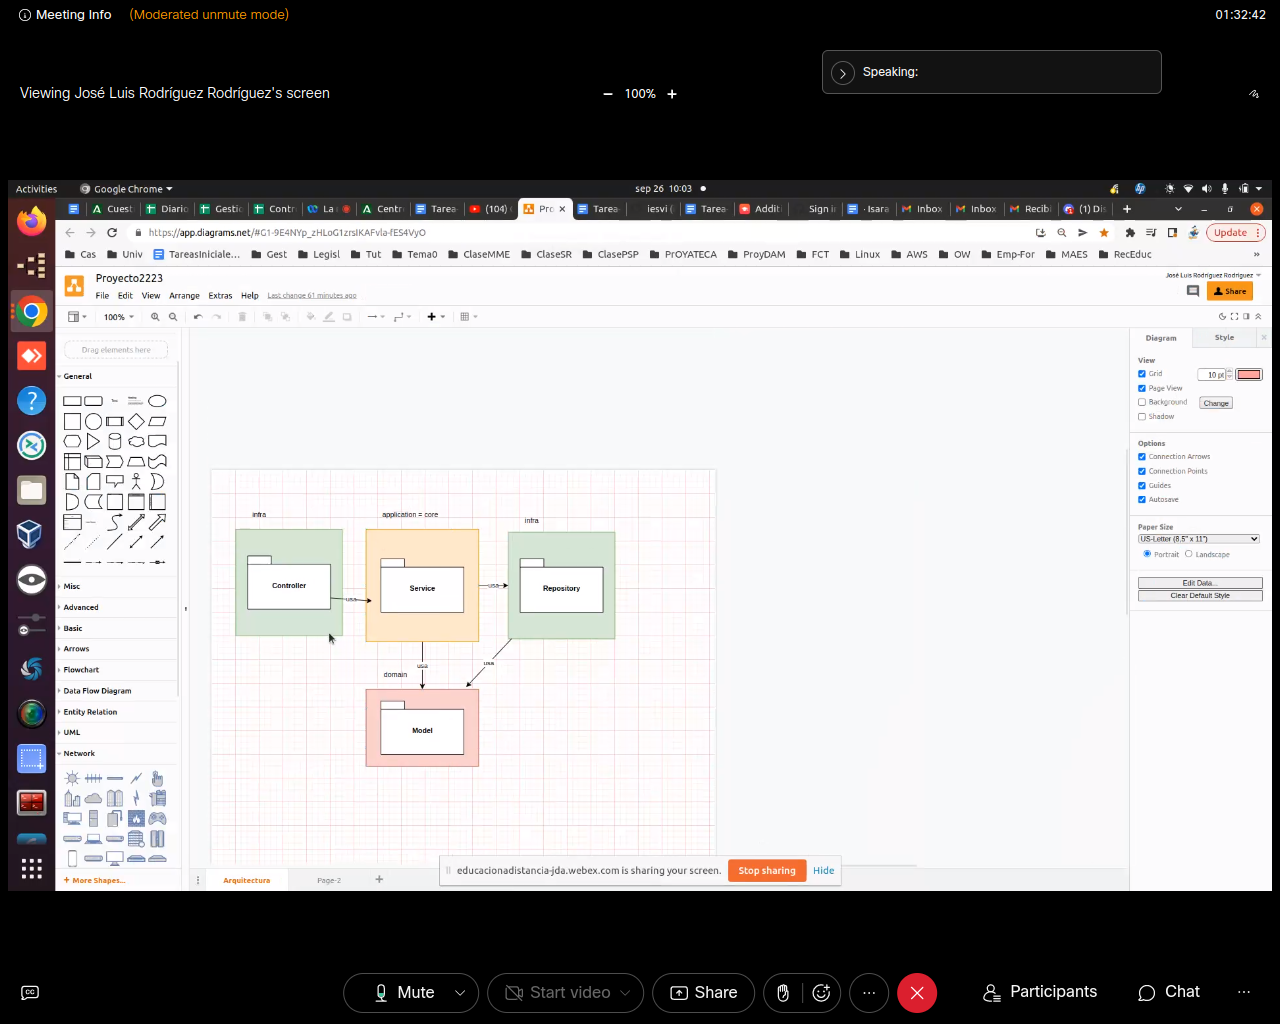 Meeting Info (Moderated unmute mode) 01:32:42
Speaking:
Viewing José Luis Rodríguez Rodríguez's screen 100%
Activities Google Chrome sep 26 10:03
Cuest Diario Gesti Contr La Centr Tarea (104) Pro Tarea iesvi ( Tarea Additi Sign i Isara Inbox Inbox Recibi (1) Dis
https://app.diagrams.net/#G1-9E4NYp_zHLoG1zrsIKAFvla-fES4VyO Update
Cas Univ TareasIniciale... Gest Legisl Tut Tema0 ClaseMME ClaseSR ClasePSP PrOYATECA ProyDAM FCT Linux AWS OW Emp-For MAES RecEduc »
Proyecto2223
José Luis Rodríguez Rodríguez
File Edit View Arrange Extras Help Last change 61 minutes ago
Share
100%
Drag elements here
General
Text
Misc
Advanced
Basic
Arrows
Flowchart
Data Flow Diagram
Entity Relation
UML
Network
+ More Shapes...
infra
application = core
infra
Controller
Service
Repository
usa
usa
usa
usa
domain
Model
Diagram Style
View
Grid 10 pt
Page View
Background Change
Shadow
Options
Connection Arrows
Connection Points
Guides
Autosave
Paper Size
US-Letter (8.5" x 11")
Portrait Landscape
Edit Data...
Clear Default Style
Arquitectura Page-2
educacionadistancia-jda.webex.com is sharing your screen. Stop sharing Hide
CC
Mute Start video Share Participants Chat